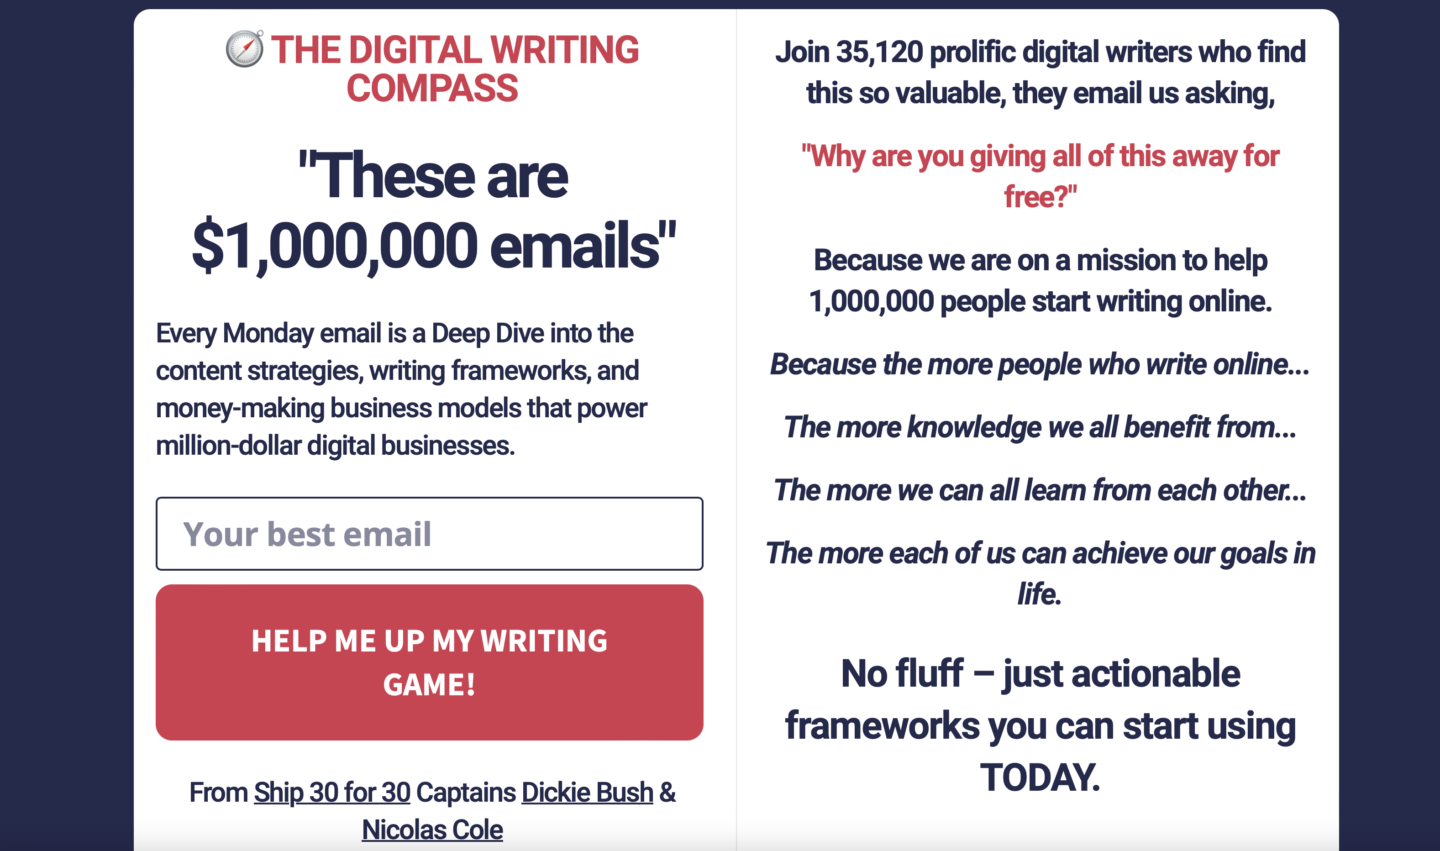 THE DIGITAL WRITING
COMPASS
"These are
$1,000,000 emails"
Every Monday email is a Deep Dive into the
content strategies, writing frameworks, and
money-making business models that power
million-dollar digital businesses.
Your best email
HELP ME UP MY WRITING
GAME!
From Ship 30 for 30 Captains Dickie Bush &
Nicolas Cole
Join 35,120 prolific digital writers who find
this so valuable, they email us asking,
"Why are you giving all of this away for
free?"
Because we are on a mission to help
1,000,000 people start writing online.
Because the more people who write online...
The more knowledge we all benefit from...
The more we can all learn from each other...
The more each of us can achieve our goals in
life.
No fluff – just actionable
frameworks you can start using
TODAY.